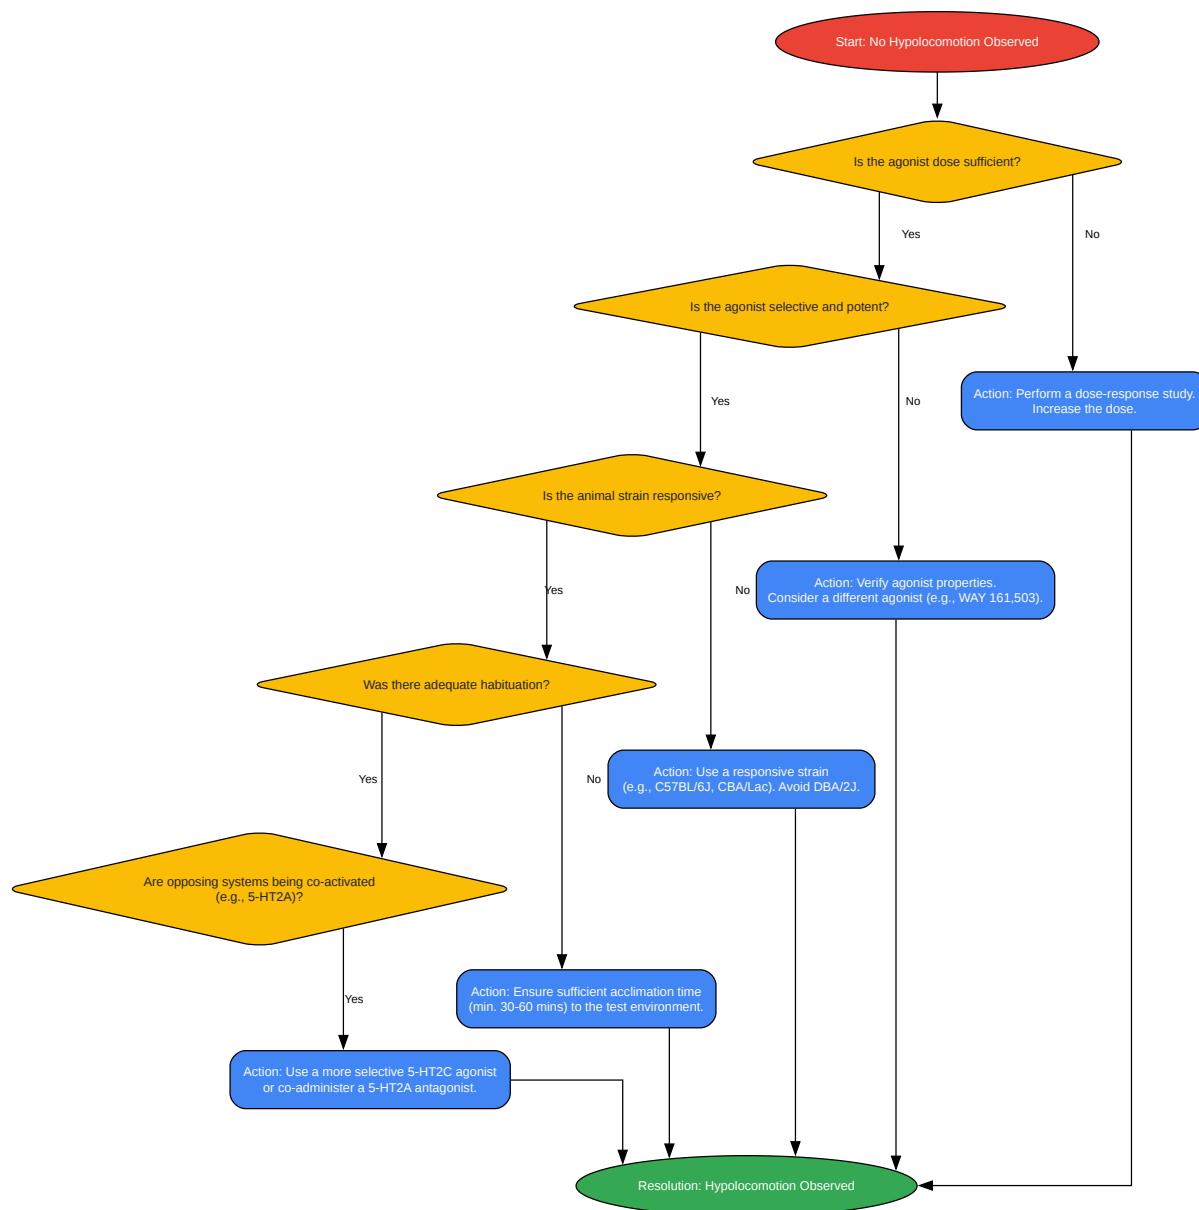 Start: No Hypolocomotion Observed
Is the agonist dose sufficient?
Yes
No
Is the agonist selective and potent?
Action: Perform a dose-response study.
Increase the dose.
Yes
No
Is the animal strain responsive?
Yes
No
Action: Verify agonist properties.
Consider a different agonist (e.g., WAY 161,503).
Was there adequate habituation?
Yes
No
Action: Use a responsive strain
(e.g., C57BL/6J, CBA/Lac). Avoid DBA/2J.
Are opposing systems being co-activated
(e.g., 5-HT2A)?
Yes
Action: Ensure sufficient acclimation time
(min. 30-60 mins) to the test environment.
Action: Use a more selective 5-HT2C agonist
or co-administer a 5-HT2A antagonist.
Resolution: Hypolocomotion Observed